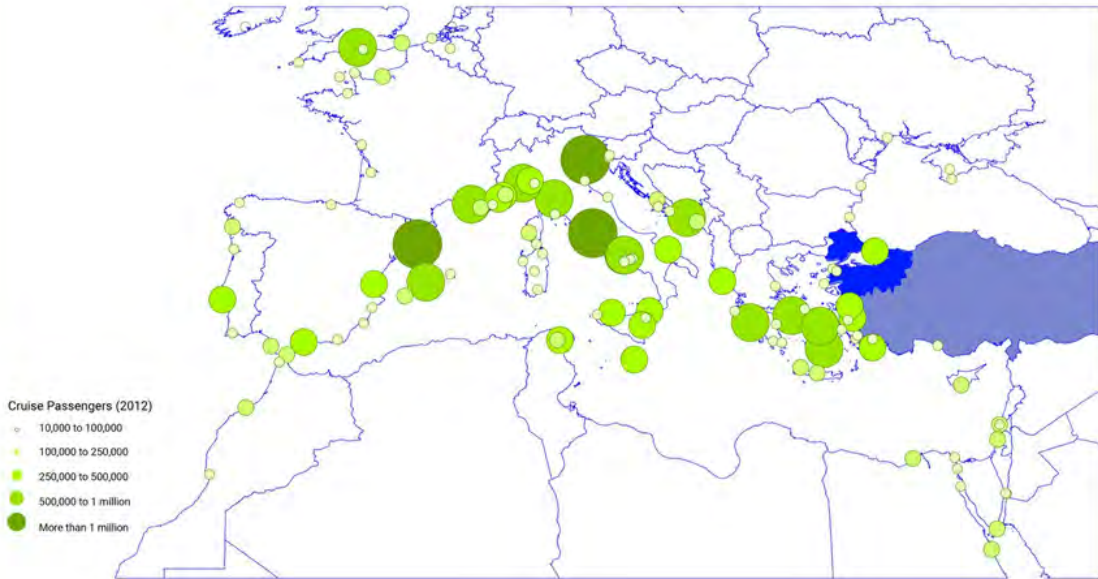 Cruise Passengers (2012)
10,000 to 100,000
100,000 to 250,000
250,000 to 500,000
500,000 to 1 million
More than 1 million